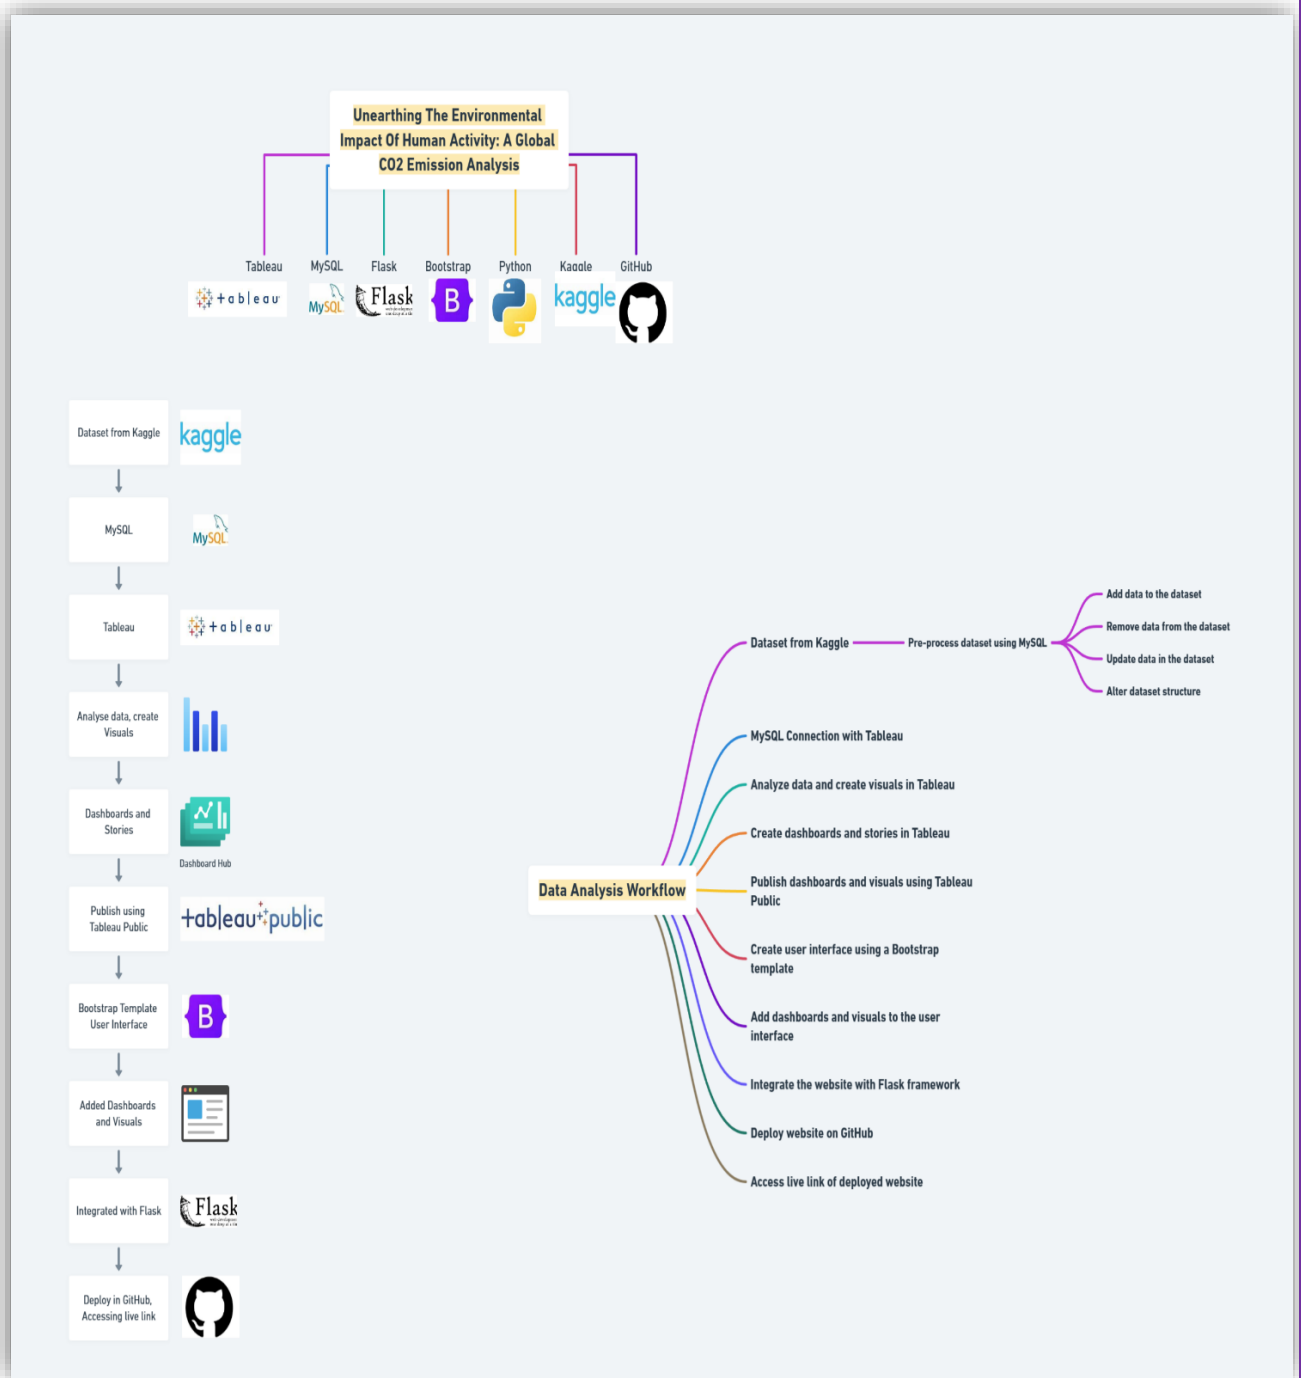 Unearthing The Environmental
Impact Of Human Activity: A Global
CO2 Emission Analysis
Tableau
MySQL
Flask
Bootstrap
Python
Kaggle
GitHub
+ableau
MySQL
Flask
B
kaggle
Dataset from Kaggle
kaggle
MySQL
MySQL
Tableau
+ableau
Analyse data, create
Visuals
Dashboards and
Stories
Dashboard Hub
Publish using
Tableau Public
+ableau public
Bootstrap Template
User Interface
B
Added Dashboards
and Visuals
Integrated with Flask
Flask
Deploy in GitHub,
Accessing live link
Data Analysis Workflow
Dataset from Kaggle
Pre-process dataset using MySQL
Add data to the dataset
Remove data from the dataset
Update data in the dataset
Alter dataset structure
MySQL Connection with Tableau
Analyze data and create visuals in Tableau
Create dashboards and stories in Tableau
Publish dashboards and visuals using Tableau
Public
Create user interface using a Bootstrap
template
Add dashboards and visuals to the user
interface
Integrate the website with Flask framework
Deploy website on GitHub
Access live link of deployed website